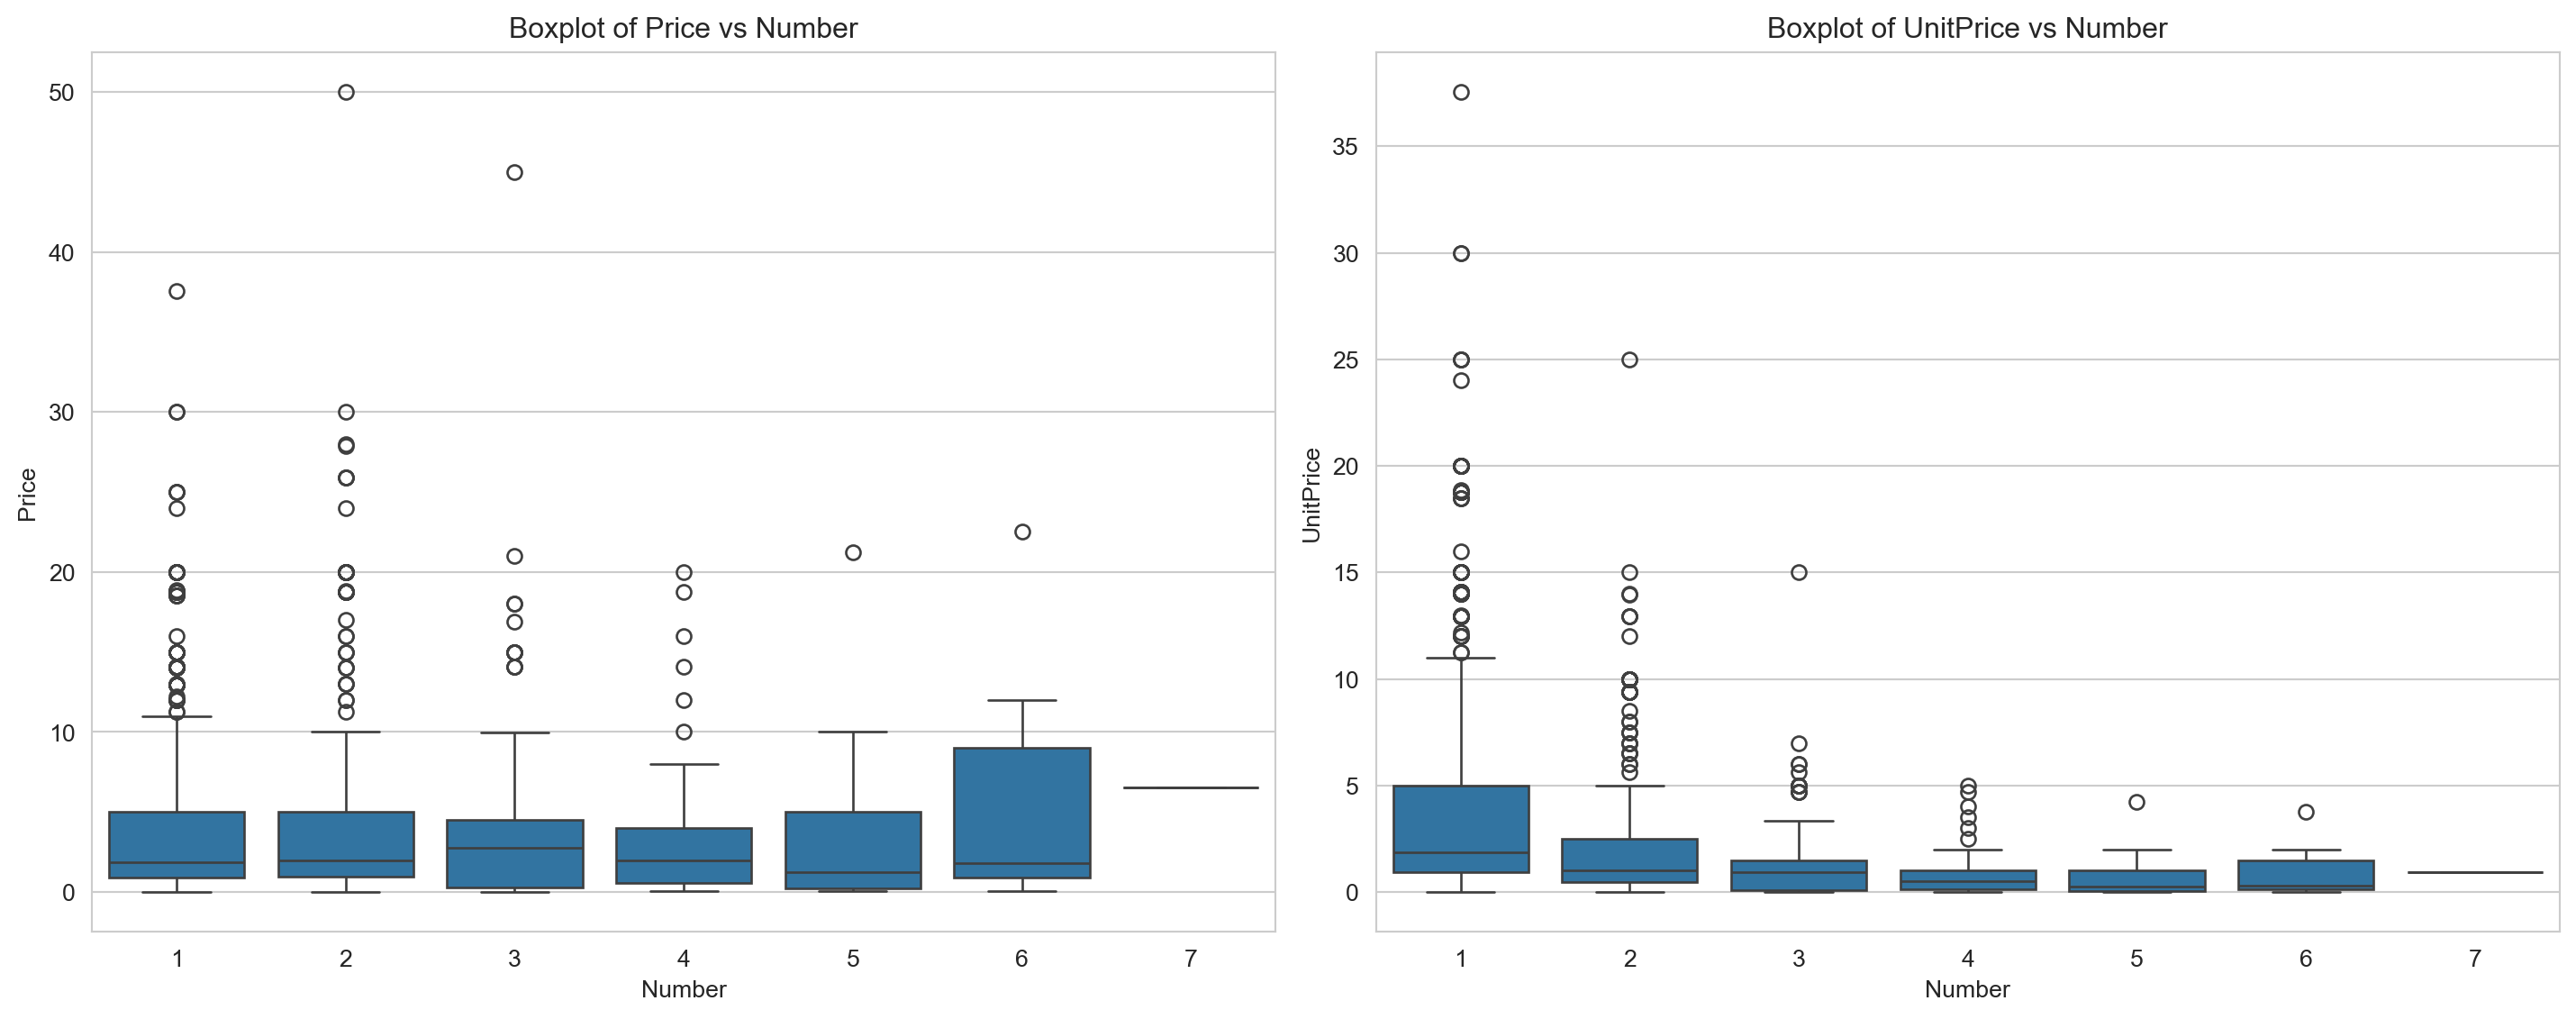 Boxplot of Price vs Number
50
40
30
20
10
0
Price
1 2 3 4 5 6 7
Number
Boxplot of UnitPrice vs Number
35
30
25
20
15
10
5
0
UnitPrice
1 2 3 4 5 6 7
Number